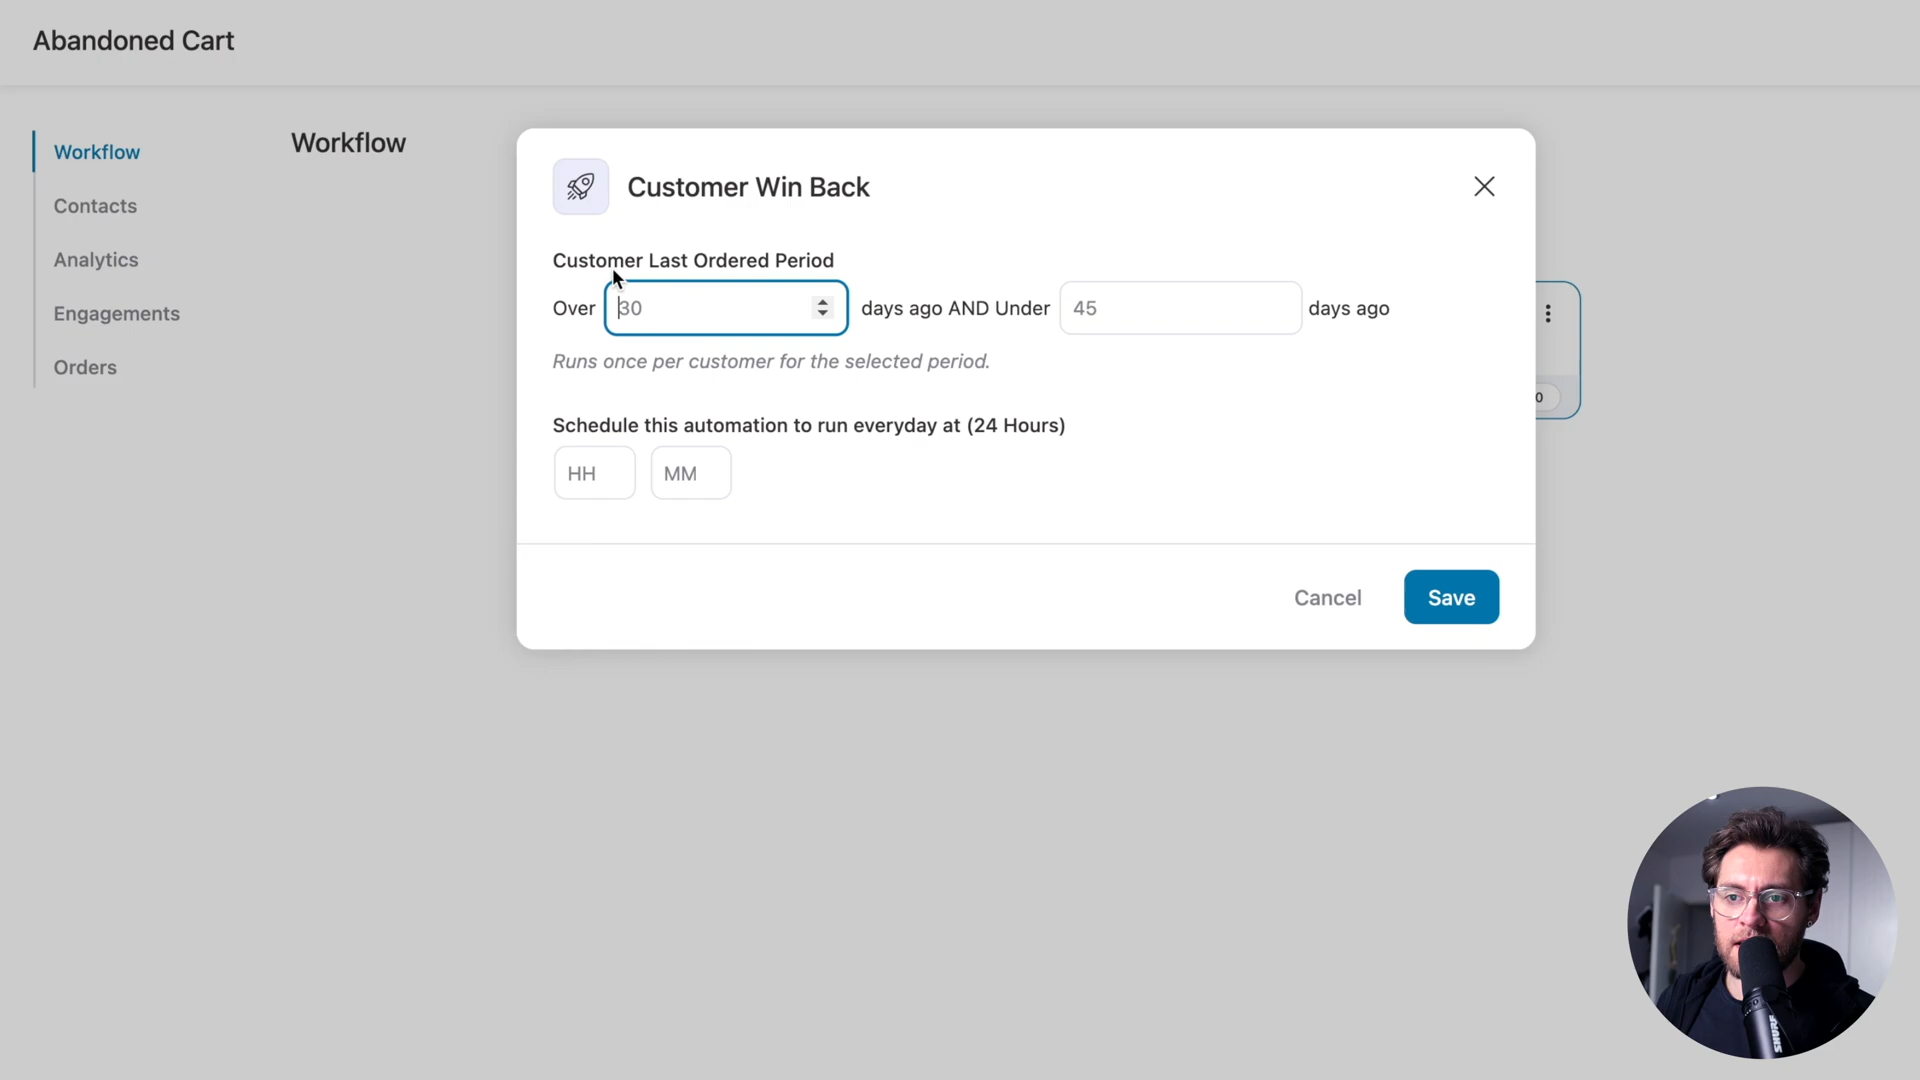 Abandoned Cart
Workflow
Contacts
Analytics
Engagements
Orders
Workflow
Customer Win Back
Customer Last Ordered Period
Over 30 days ago AND Under 45 days ago
Runs once per customer for the selected period.
Schedule this automation to run everyday at (24 Hours)
HH MM
Cancel Save
0
SHURE